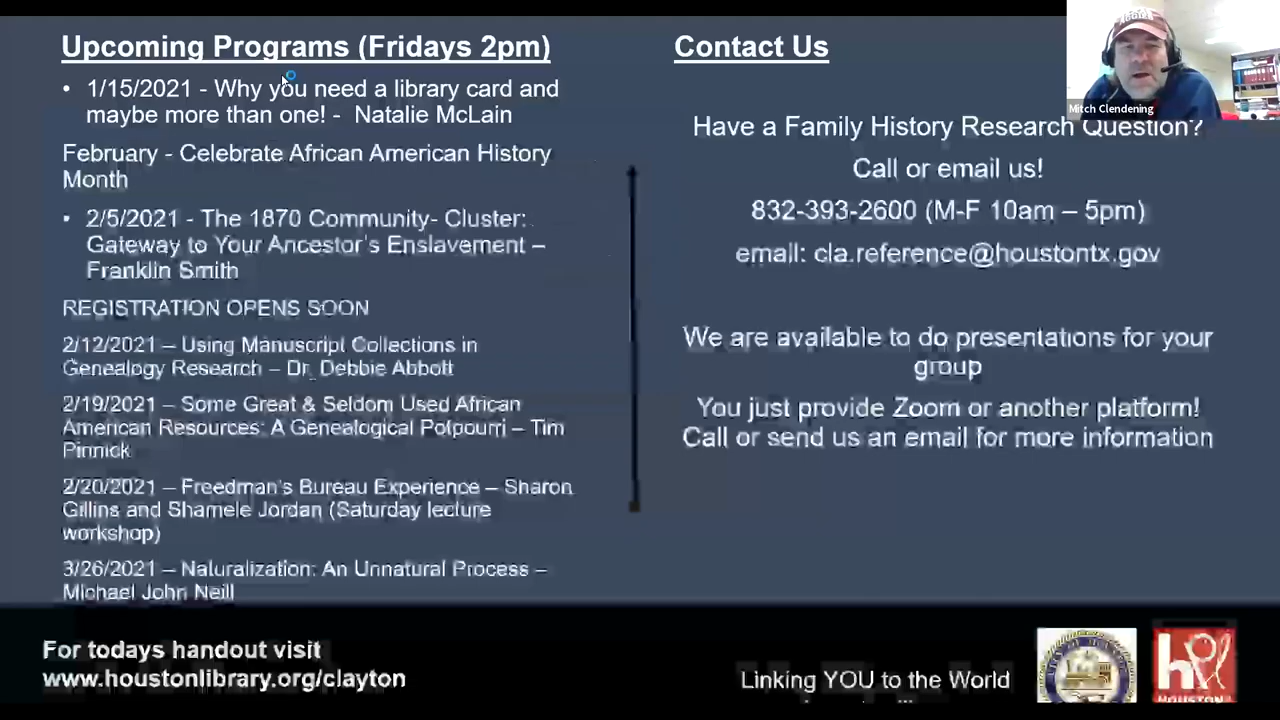 Upcoming Programs (Fridays 2pm)
• 1/15/2021 - Why you need a library card and
maybe more than one! - Natalie McLain
February - Celebrate African American History
Month
• 2/5/2021 - The 1870 Community- Cluster:
Gateway to Your Ancestor's Enslavement –
Franklin Smith
REGISTRATION OPENS SOON
2/12/2021 – Using Manuscript Collections in
Genealogy Research – Dr. Debbie Abbott
2/19/2021 – Some Great & Seldom Used African
American Resources: A Genealogical Potpourri – Tim
Pinnick
2/20/2021 – Freedman's Bureau Experience – Sharon
Gillins and Shamele Jordan (Saturday lecture
workshop)
3/26/2021 – Naturalization: An Unnatural Process –
Michael John Neill
Contact Us
Mitch Clendening
Have a Family History Research Question?
Call or email us!
832-393-2600 (M-F 10am – 5pm)
email: cla.reference@houstontx.gov
We are available to do presentations for your
group
You just provide Zoom or another platform!
Call or send us an email for more information
For todays handout visit
www.houstonlibrary.org/clayton
Linking YOU to the World
HOUSTON